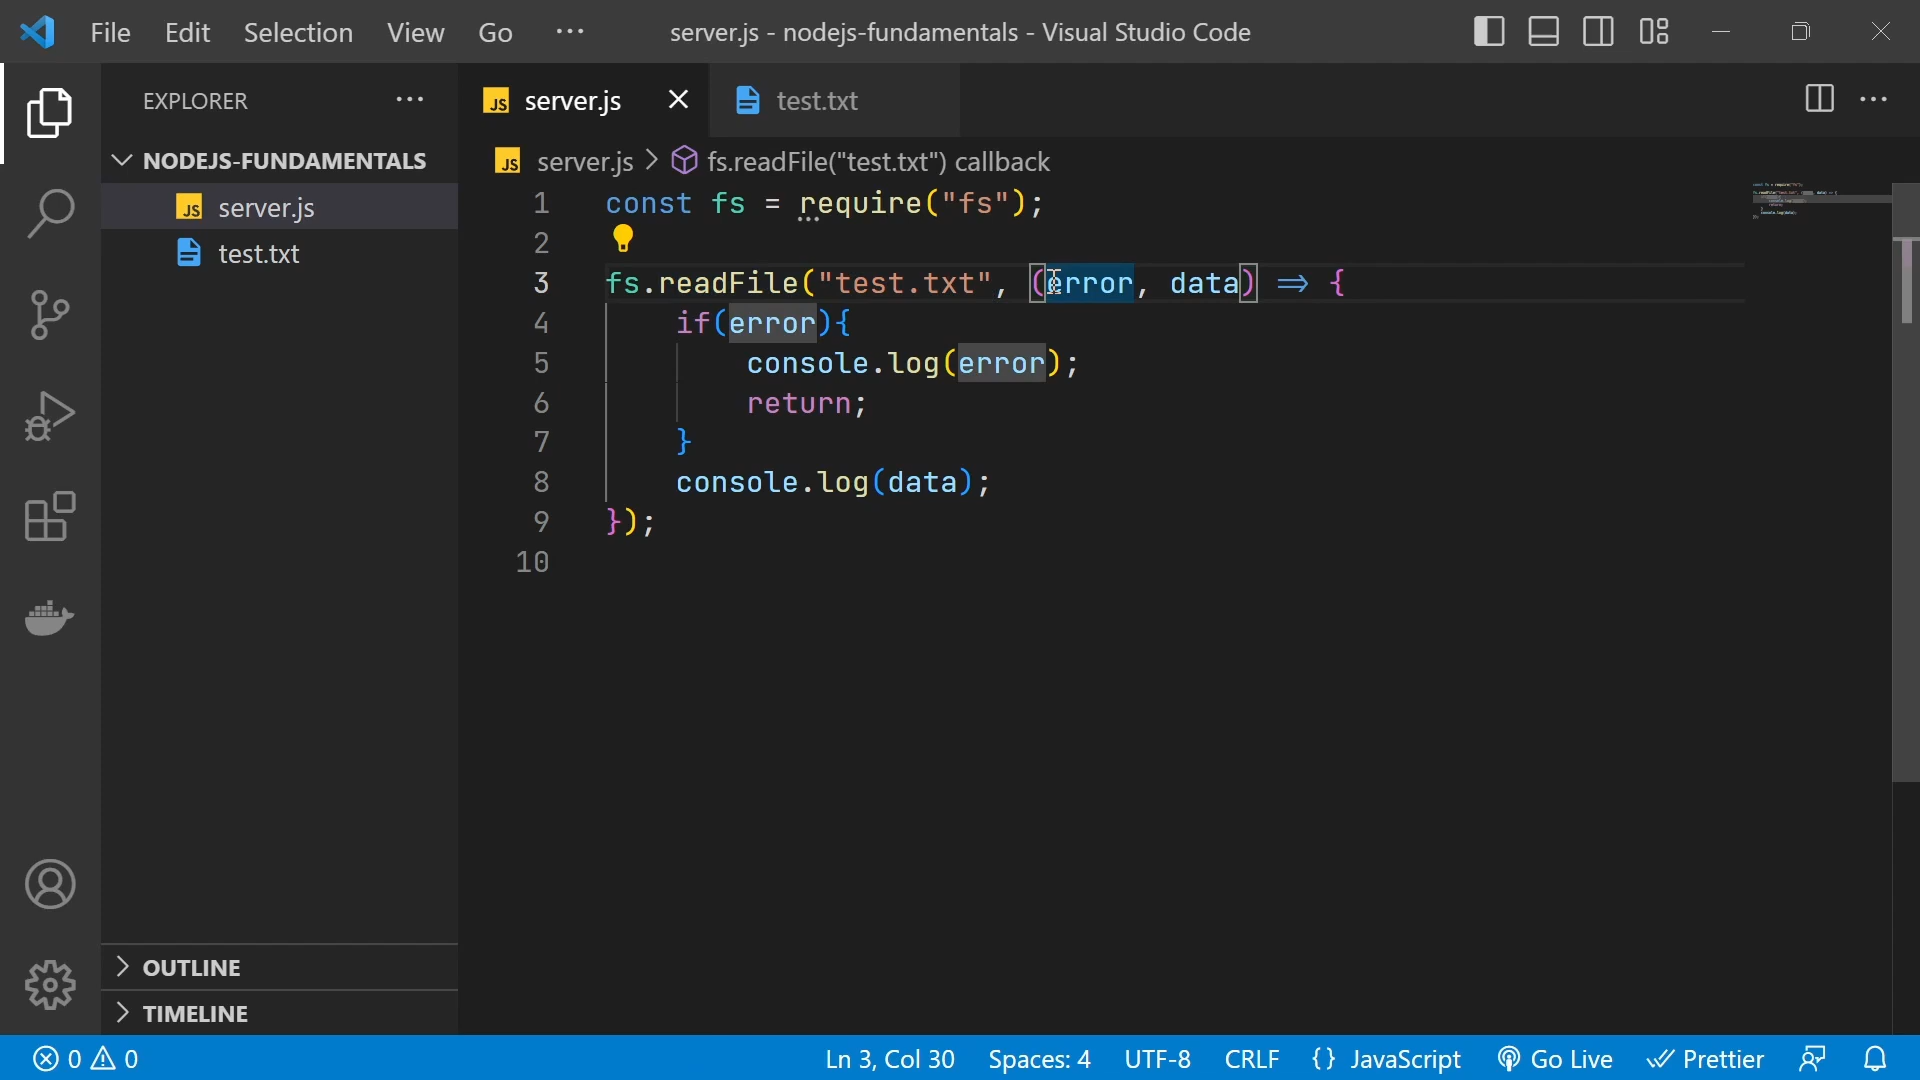 File Edit Selection View Go ··· server.js - nodejs-fundamentals - Visual Studio Code
EXPLORER ···
JS server.js
test.txt
NODEJS-FUNDAMENTALS
JS server.js > fs.readFile("test.txt") callback
JS server.js
test.txt
1 const fs = require("fs");
2
3 fs.readFile("test.txt", (error, data) => {
4 if(error){
5 console.log(error);
6 return;
7 }
8 console.log(data);
9 });
10
OUTLINE
TIMELINE
0 0 Ln 3, Col 30 Spaces: 4 UTF-8 CRLF {} JavaScript Go Live Prettier